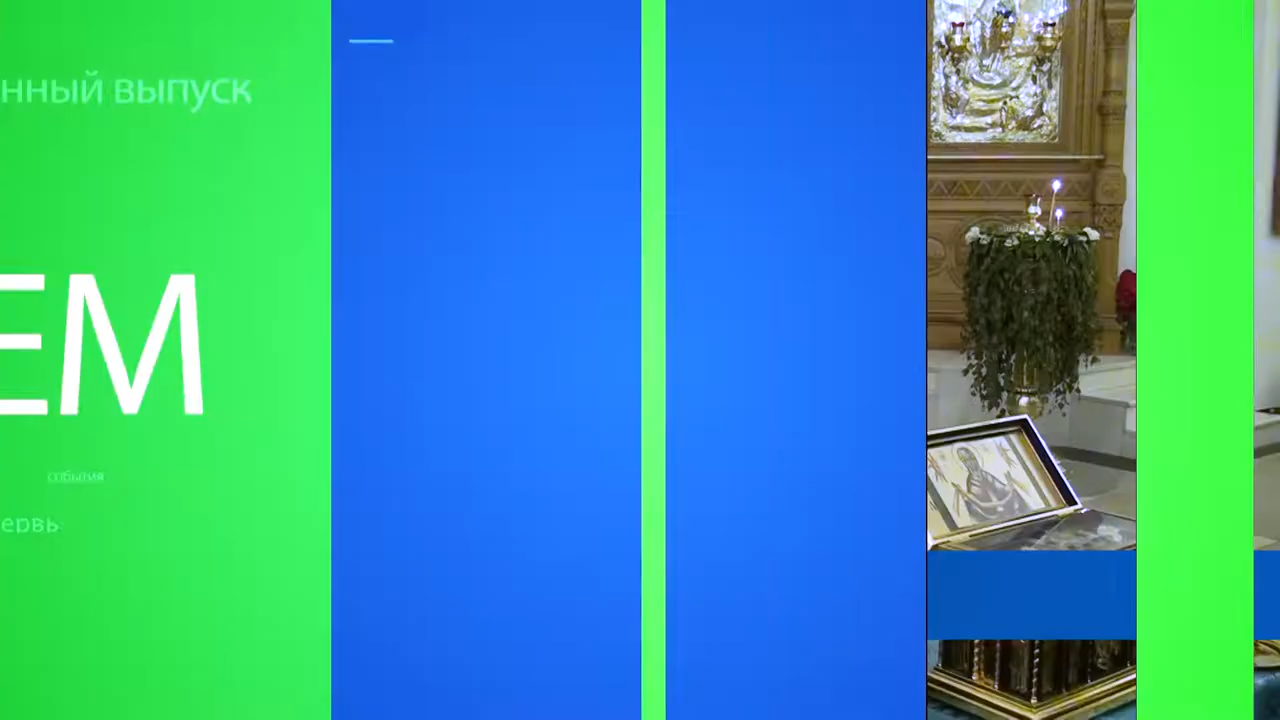 нный выпуск
ЕМ
события
ервь